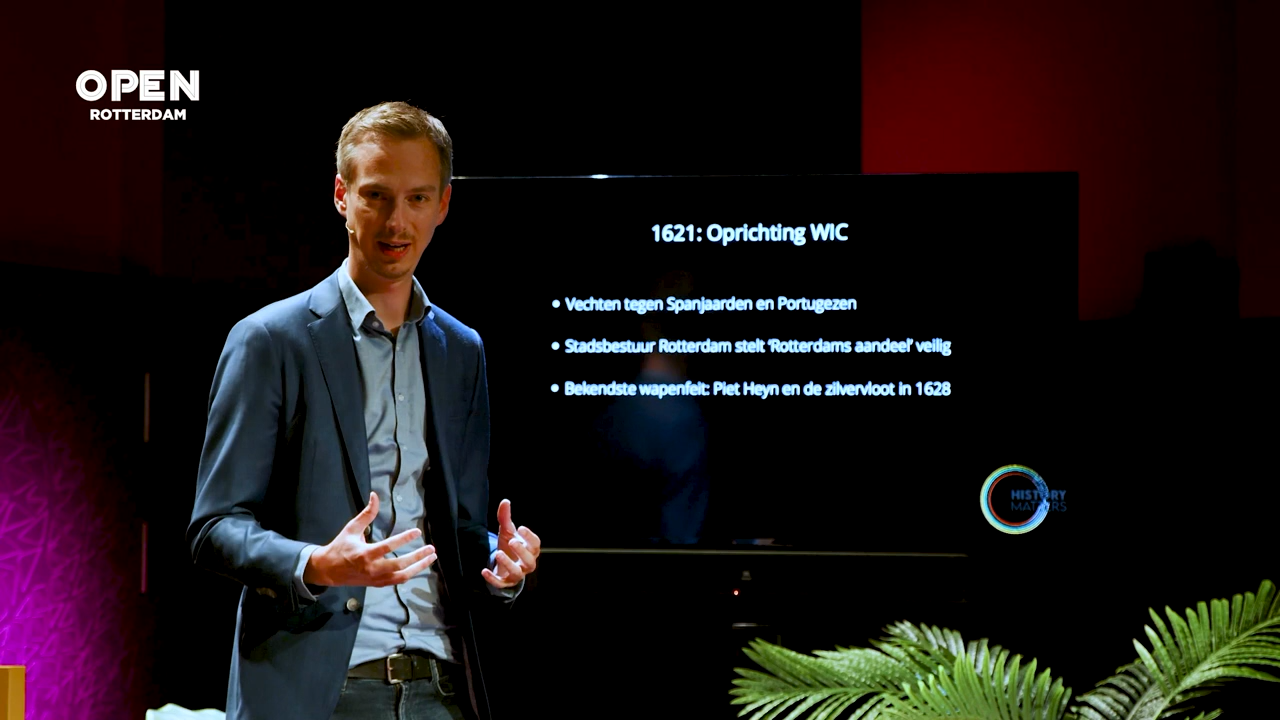 OPEN
ROTTERDAM
1621: Oprichting WIC
• Vechten tegen Spanjaarden en Portugezen
• Stadsbestuur Rotterdam stelt ‘Rotterdams aandeel’ veilig
• Bekendste wapenfeit: Piet Heyn en de zilvervloot in 1628
HISTORY
MATTERS